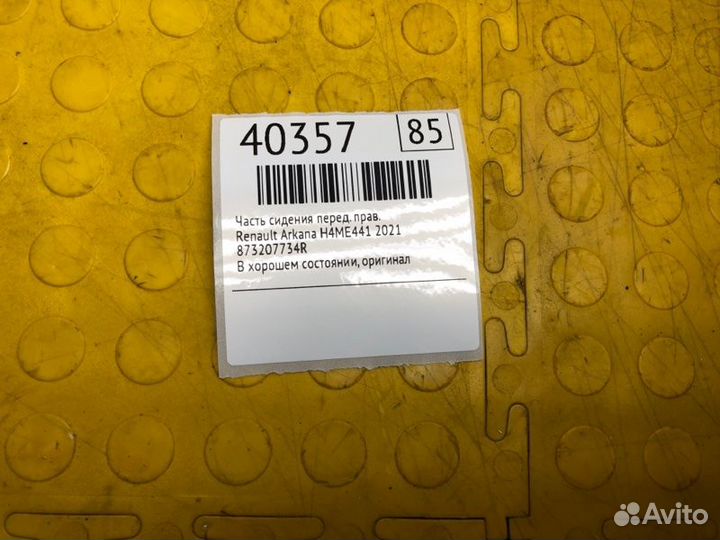 40357 85
Часть сидения перед. прав.
Renault Arkana H4ME441 2021
873207734R
В хорошем состоянии, оригинал
Avito